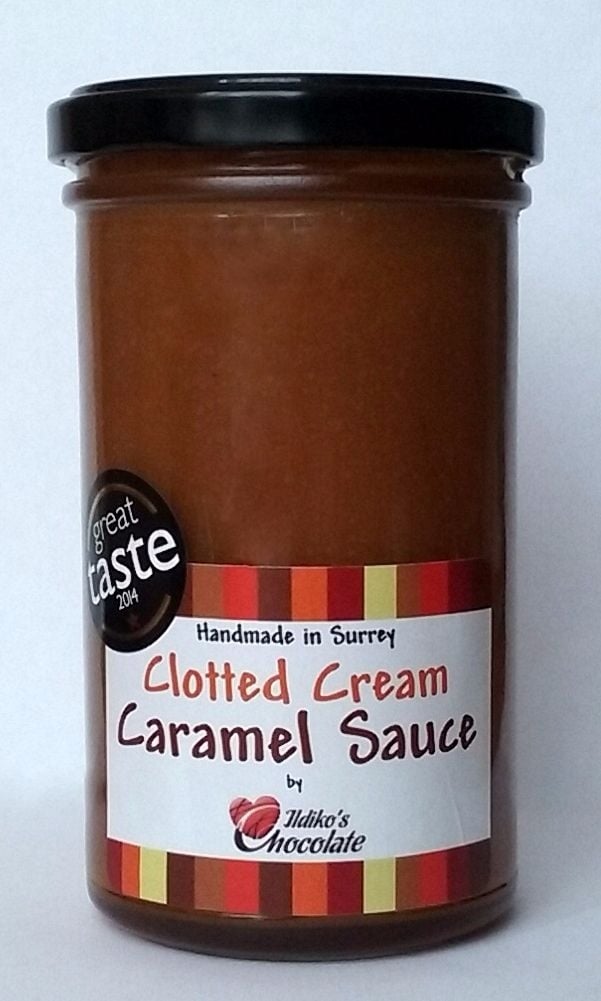 great
taste
2014
Handmade in Surrey
Clotted Cream
Caramel Sauce
by
Ildiko's
Chocolate